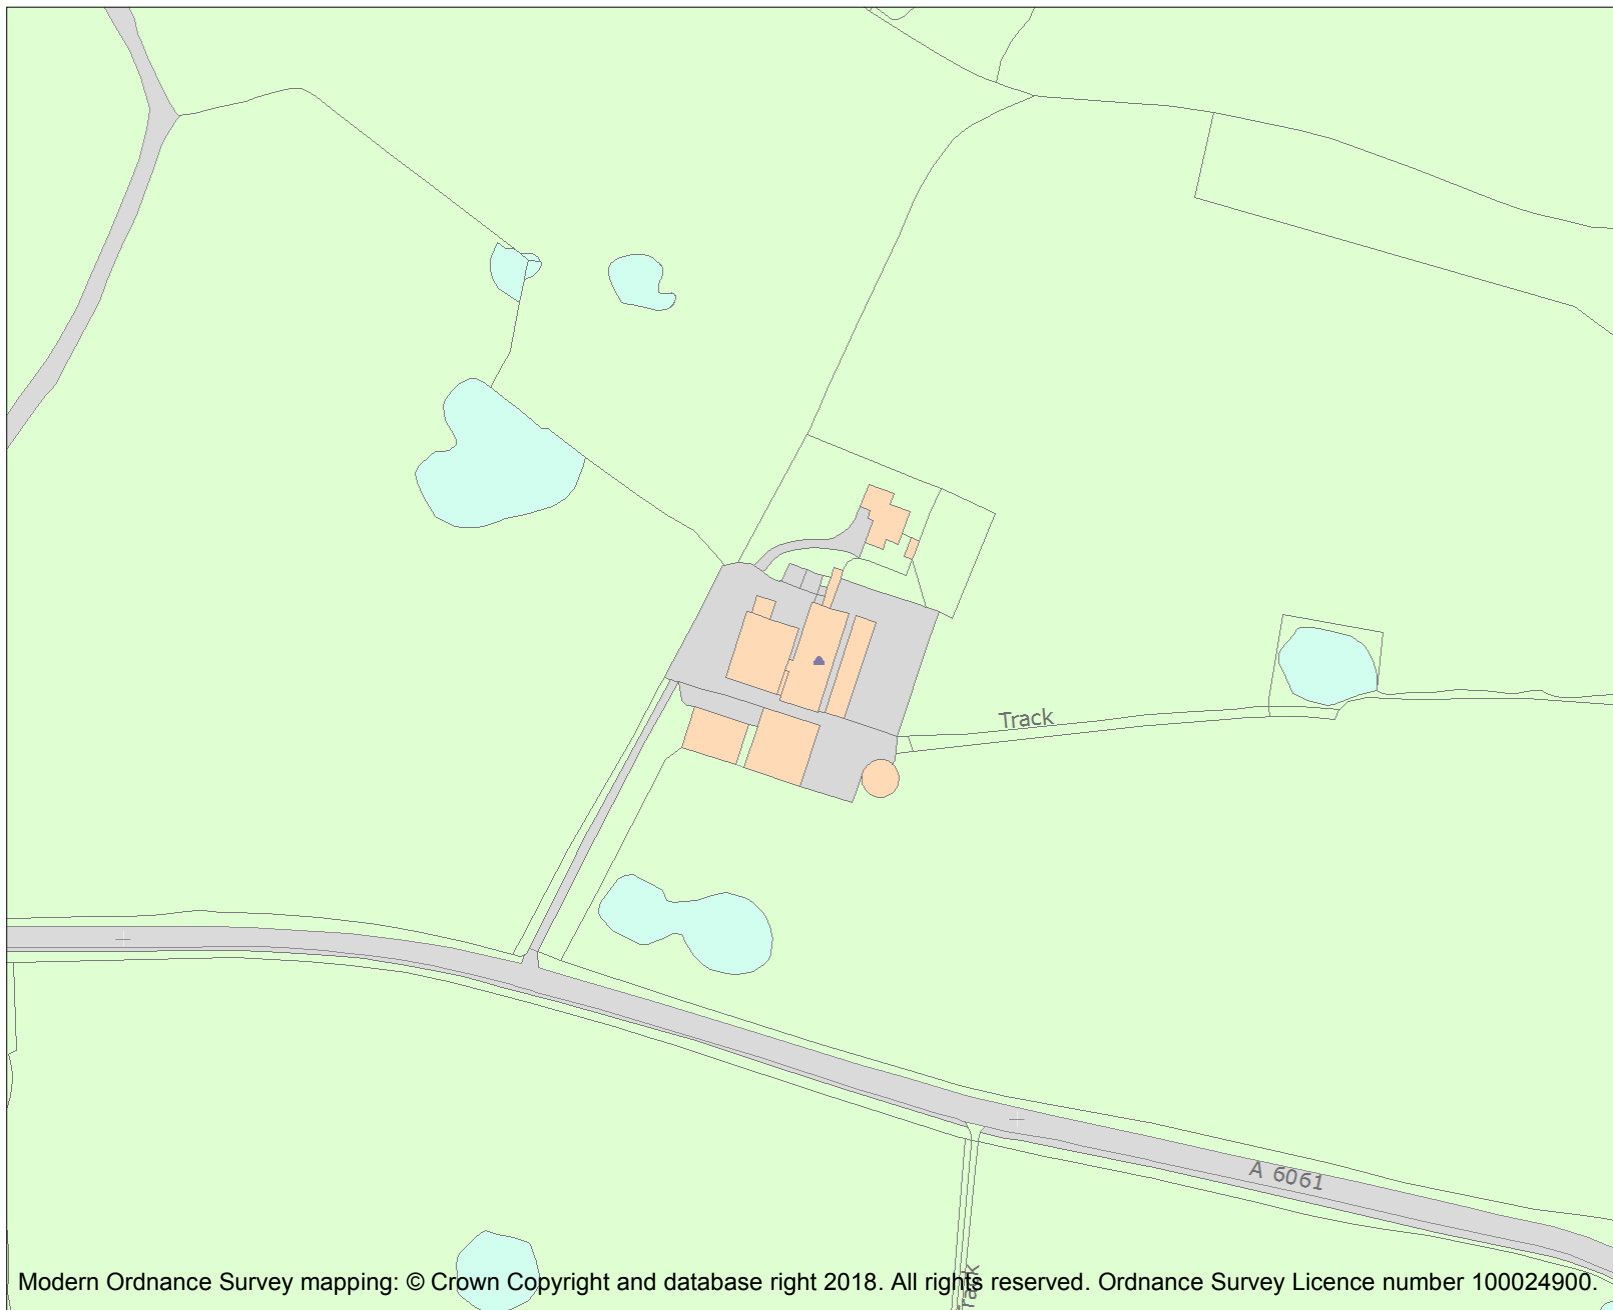 Track
A 6061
Track
Modern Ordnance Survey mapping: © Crown Copyright and database right 2018. All rights reserved. Ordnance Survey Licence number 100024900.